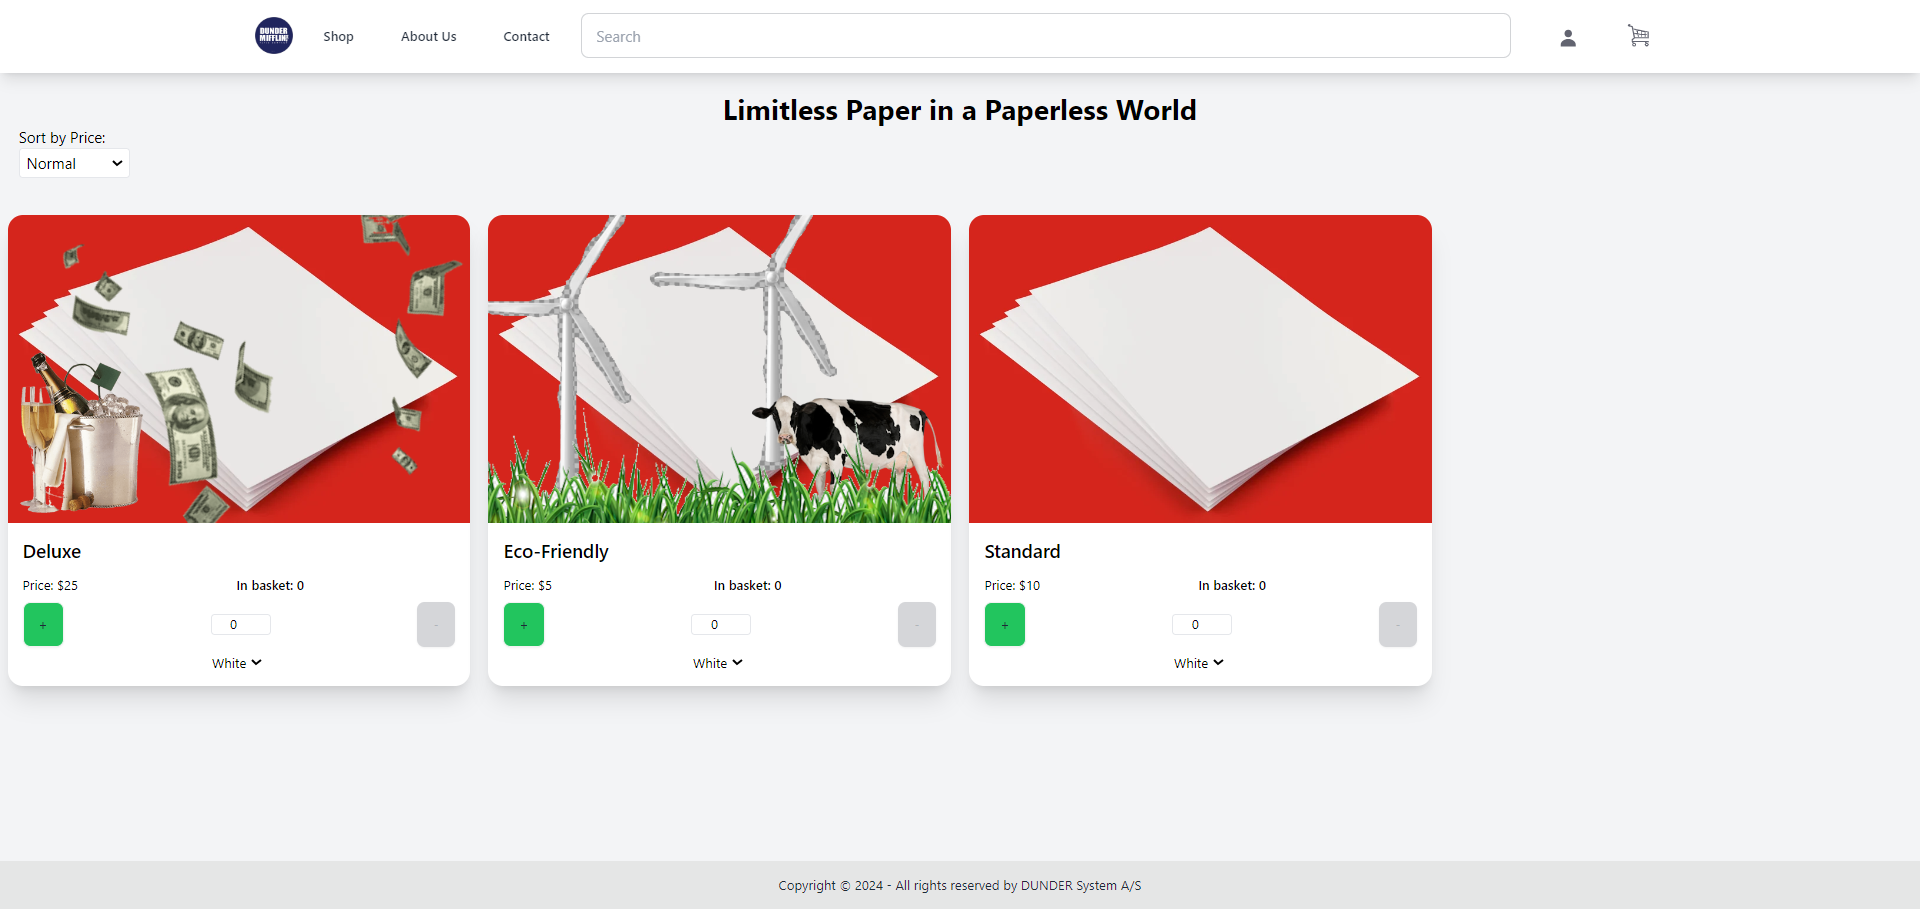 DUNDER
MIFFLIN
Shop
About Us
Contact
Search
Limitless Paper in a Paperless World
Sort by Price:
Normal
Deluxe
Price: $25
In basket: 0
+
0
-
White
Eco-Friendly
Price: $5
In basket: 0
+
0
-
White
Standard
Price: $10
In basket: 0
+
0
-
White
Copyright © 2024 - All rights reserved by DUNDER System A/S